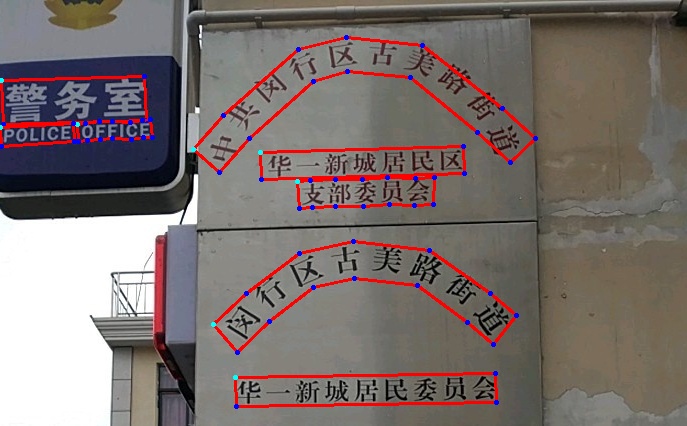 警务室
POLICE OFFICE
中共闵行区古美路街道
华一新城居民区
支部委员会
闵行区古美路街道
华一新城居民委员会